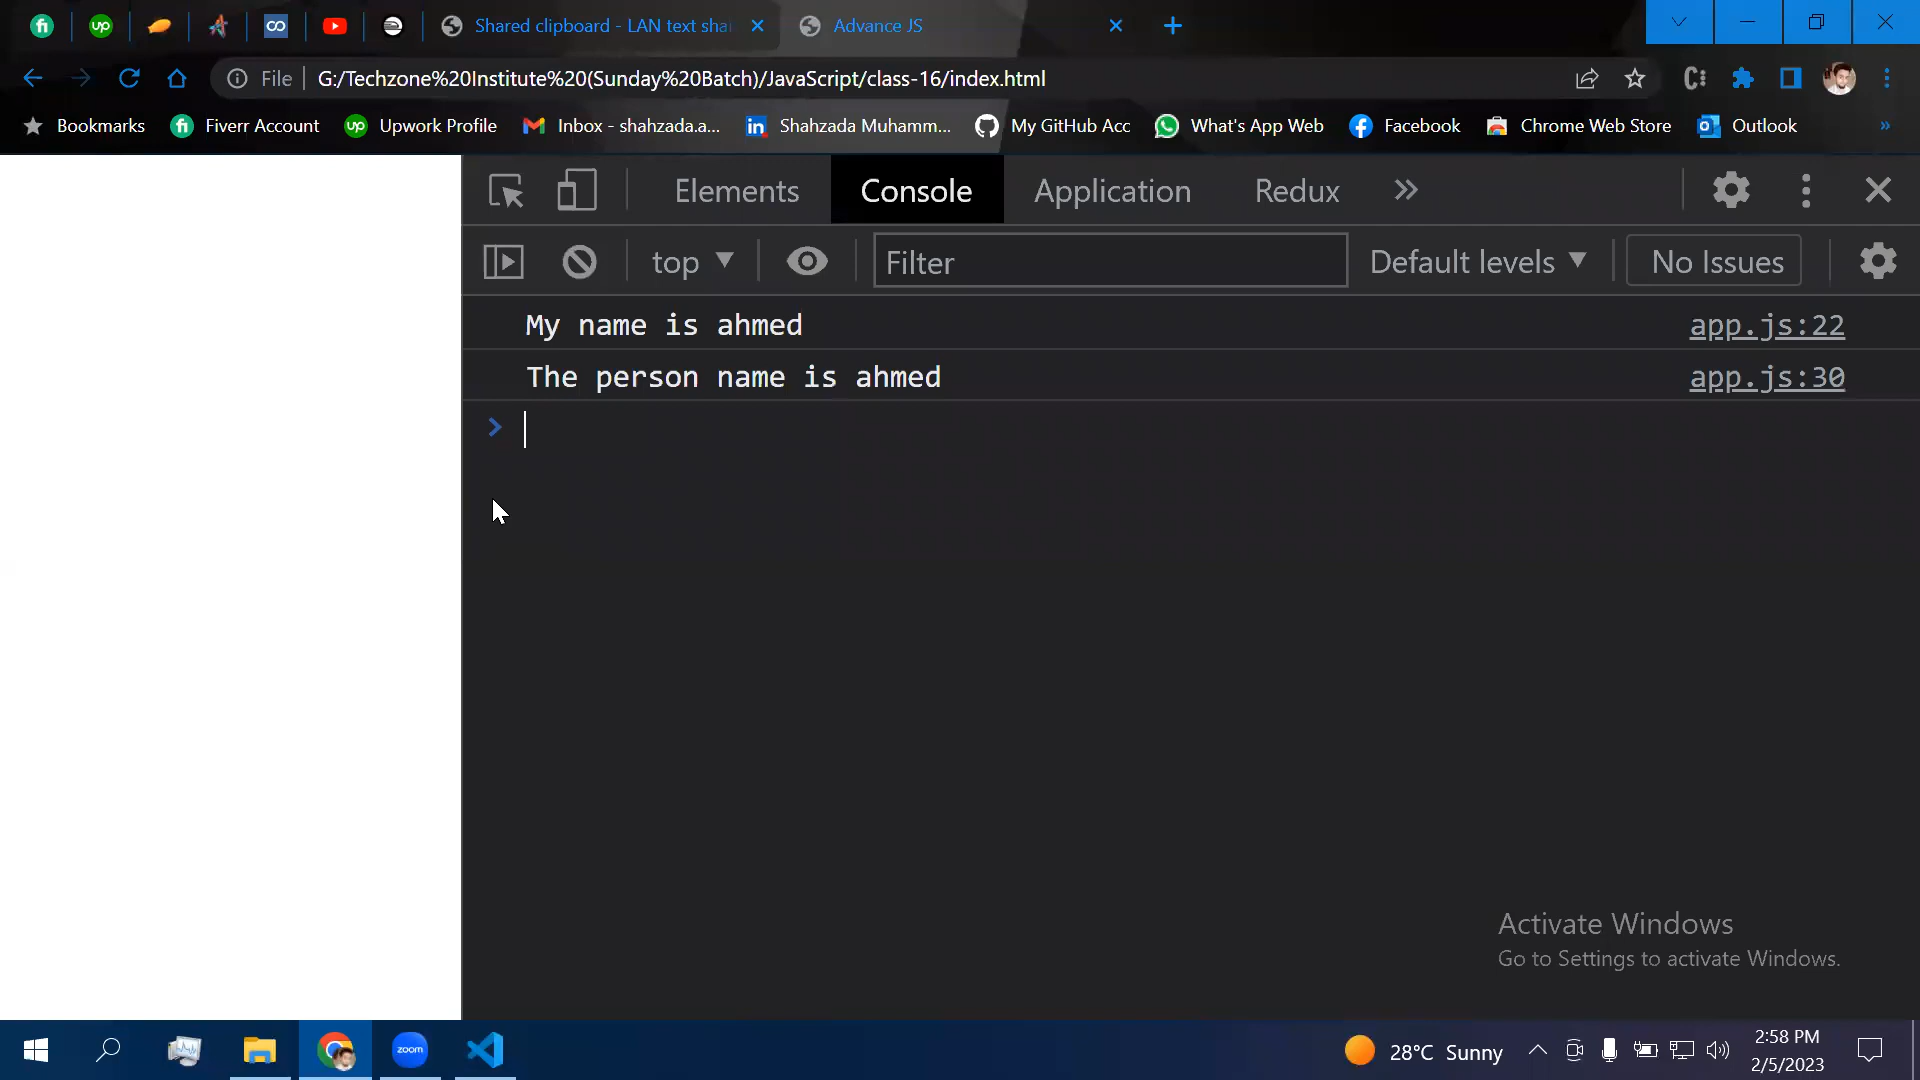 Shared clipboard - LAN text sha
Advance JS
File
G:/Techzone%20Institute%20(Sunday%20Batch)/JavaScript/class-16/index.html
Bookmarks
Fiverr Account
Upwork Profile
Inbox - shahzada.a...
Shahzada Muhamm...
My GitHub Acc
What's App Web
Facebook
Chrome Web Store
Outlook
Elements
Console
Application
Redux
top
Filter
Default levels
No Issues
My name is ahmed
app.js:22
The person name is ahmed
app.js:30
Activate Windows
Go to Settings to activate Windows.
zoom
28°C Sunny
2:58 PM
2/5/2023